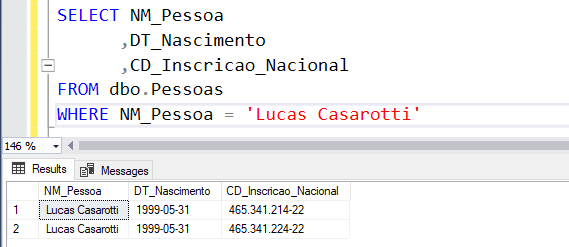 SELECT NM_Pessoa
,DT_Nascimento
,CD_Inscricao_Nacional
FROM dbo.Pessoas
WHERE NM_Pessoa = 'Lucas Casarotti'
146 %
Results Messages
NM_Pessoa DT_Nascimento CD_Inscricao_Nacional
1 Lucas Casarotti 1999-05-31 465.341.214-22
2 Lucas Casarotti 1999-05-31 465.341.224-22